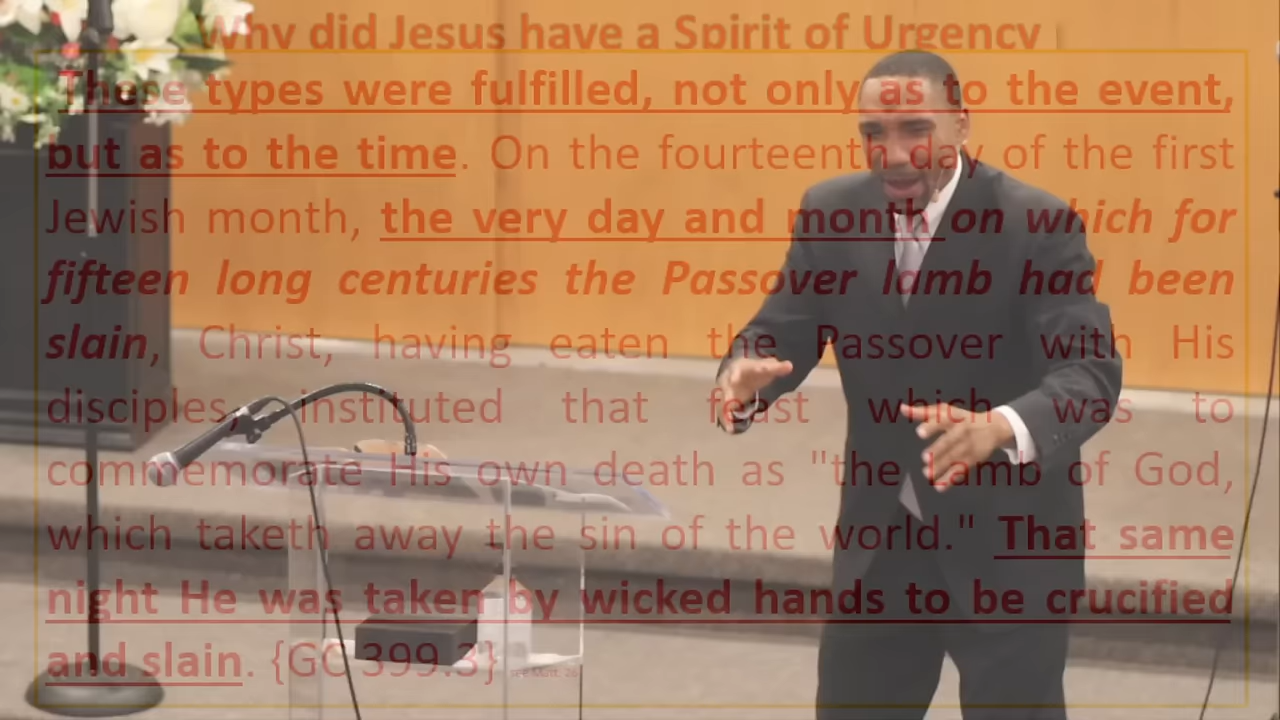 Why did Jesus have a Spirit of Urgency
These types were fulfilled, not only as to the event,
but as to the time. On the fourteenth day of the first
Jewish month, the very day and month on which for
fifteen long centuries the Passover lamb had been
slain, Christ, having eaten the Passover with His
disciples, instituted that feast which was to
commemorate His own death as "the Lamb of God,
which taketh away the sin of the world." That same
night He was taken by wicked hands to be crucified
and slain. {GC 399.3} see Matt. 26